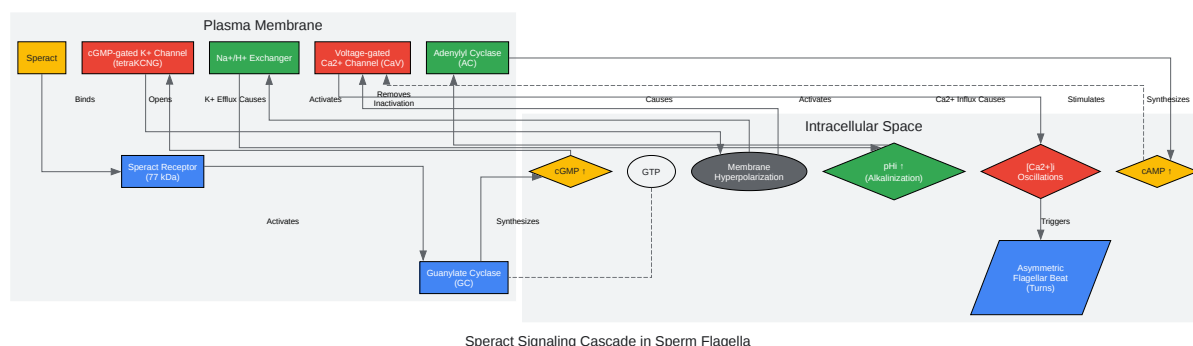 Plasma Membrane
Speract
cGMP-gated K+ Channel
(tetraKCNG)
Na+/H+ Exchanger
Voltage-gated
Ca2+ Channel (CaV)
Adenylyl Cyclase
(AC)
Binds
Opens
K+ Efflux Causes
Activates
Removes
Inactivation
Causes
Activates
Ca2+ Influx Causes
Stimulates
Synthesizes
Intracellular Space
Speract Receptor
(77 kDa)
cGMP ↑
GTP
Membrane
Hyperpolarization
pHi ↑
(Alkalinization)
[Ca2+]i
Oscillations
cAMP ↑
Activates
Synthesizes
Triggers
Guanylate Cyclase
(GC)
Asymmetric
Flagellar Beat
(Turns)
Speract Signaling Cascade in Sperm Flagella